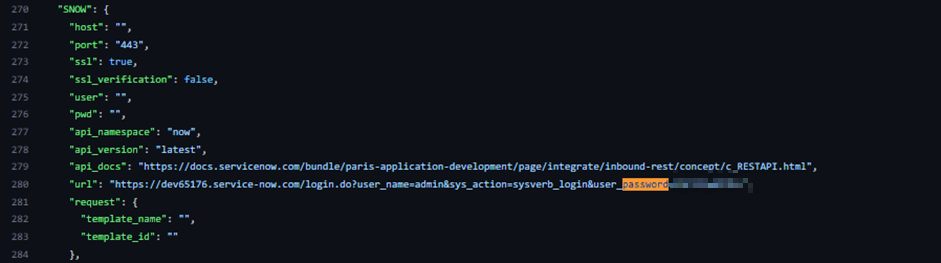 270 "SNOW": {
271 "host": "",
272 "port": "443",
273 "ssl": true,
274 "ssl_verification": false,
275 "user": "",
276 "pwd": "",
277 "api_namespace": "now",
278 "api_version": "latest",
279 "api_docs": "https://docs.servicenow.com/bundle/paris-application-development/page/integrate/inbound-rest/concept/c_RESTAPI.html",
280 "url": "https://dev65176.service-now.com/login.do?user_name=admin&sys_action=sysverb_login&user_password
281 "request": {
282 "template_name": "",
283 "template_id": ""
284 },